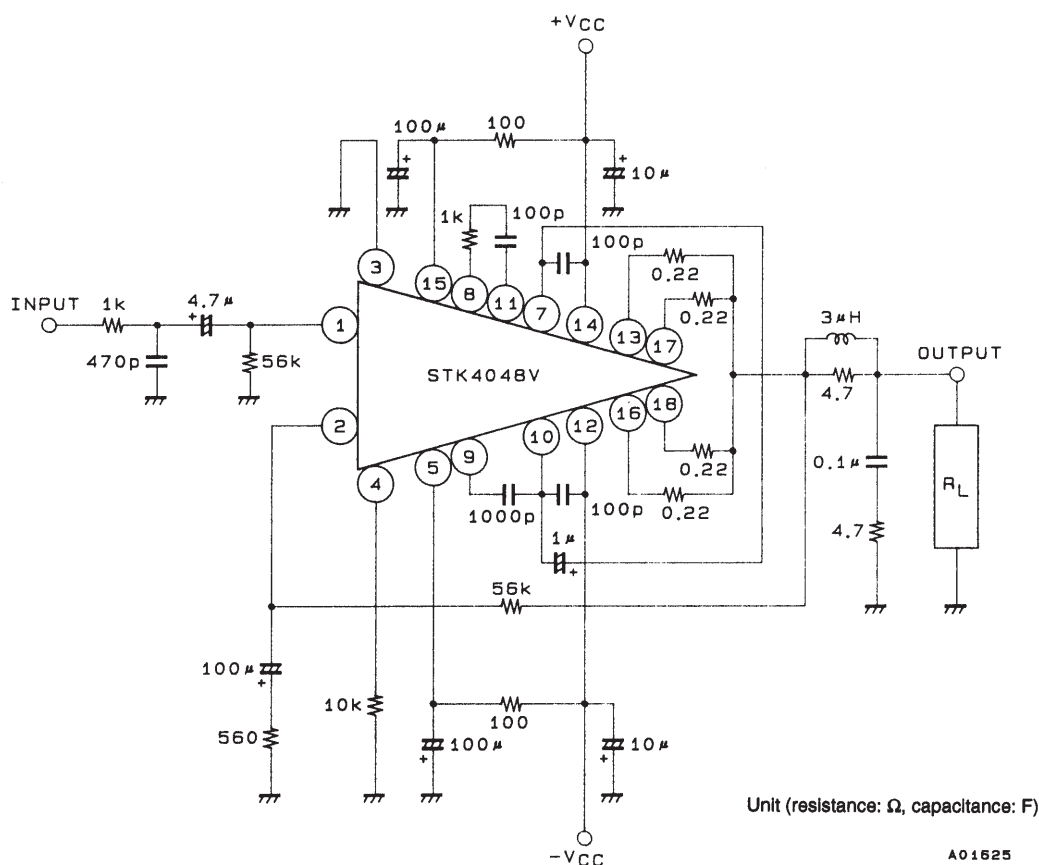 +VCC
100μ
100
10μ
1k
100p
100p
0.22
0.22
3
15
8
11
7
14
13
17
3μH
OUTPUT
INPUT
1k
4.7μ
1
470p
56k
STK4048V
4.7
2
4
5
9
10
12
16
18
0.22
0.22
1000p
100p
0.1μ
RL
4.7
1μ
56k
100μ
10k
560
100
100μ
10μ
Unit (resistance: Ω, capacitance: F)
-VCC
A01625